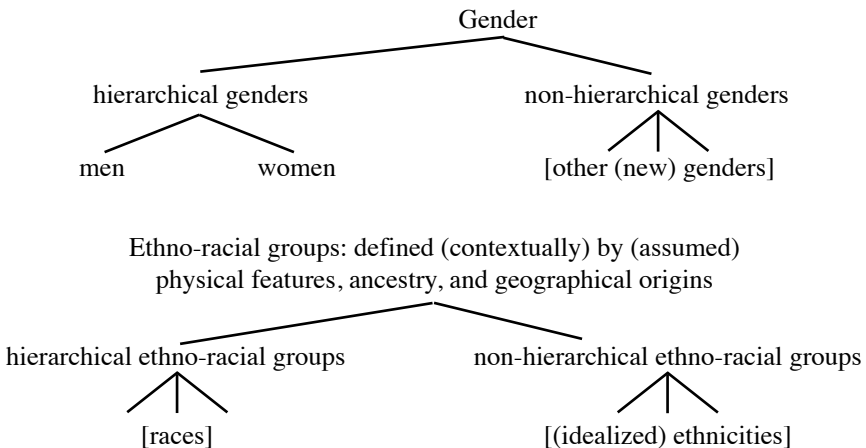 Gender
hierarchical genders
non-hierarchical genders
men
women
[other (new) genders]
Ethno-racial groups: defined (contextually) by (assumed)
physical features, ancestry, and geographical origins
hierarchical ethno-racial groups
non-hierarchical ethno-racial groups
[races]
[(idealized) ethnicities]